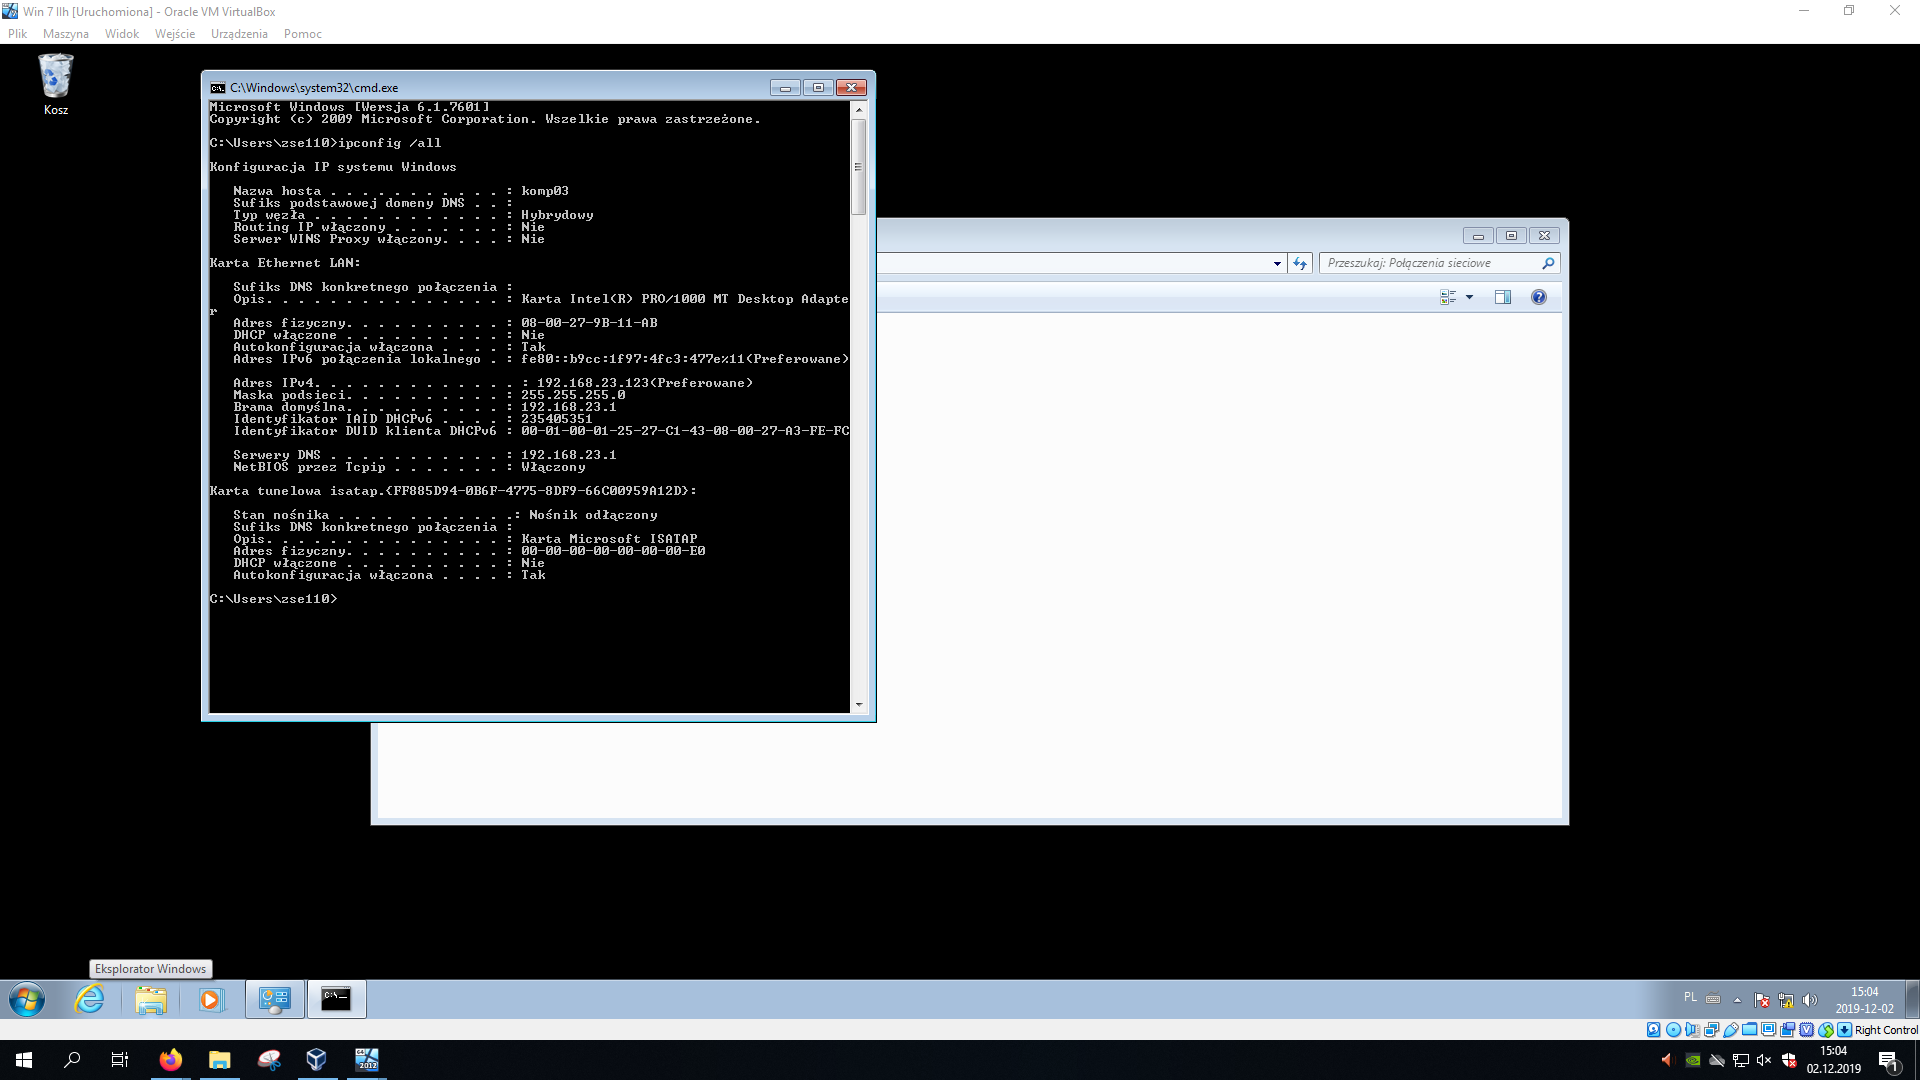 Win 7 llh [Uruchomiona] - Oracle VM VirtualBox
Plik Maszyna Widok Wejście Urządzenia Pomoc
Kosz
C:\Windows\system32\cmd.exe
Microsoft Windows [Wersja 6.1.7601]
Copyright (c) 2009 Microsoft Corporation. Wszelkie prawa zastrzeżone.
C:\Users\zse110>ipconfig /all
Konfiguracja IP systemu Windows
Nazwa hosta . . . . . . . . . . . : komp03
Sufiks podstawowej domeny DNS . . :
Typ węzła . . . . . . . . . . . . : Hybrydowy
Routing IP włączony . . . . . . . : Nie
Serwer WINS Proxy włączony. . . . : Nie
Karta Ethernet LAN:
Sufiks DNS konkretnego połączenia :
Opis. . . . . . . . . . . . . . . : Karta Intel(R) PRO/1000 MT Desktop Adapte
r
Adres fizyczny. . . . . . . . . . : 08-00-27-9B-11-AB
DHCP włączone . . . . . . . . . . : Nie
Autokonfiguracja włączona . . . . : Tak
Adres IPv6 połączenia lokalnego . : fe80::b9cc:1f97:4fc3:477e%11(Preferowane)
Adres IPv4. . . . . . . . . . . . . : 192.168.23.123(Preferowane)
Maska podsieci. . . . . . . . . . : 255.255.255.0
Brama domyślna. . . . . . . . . . : 192.168.23.1
Identyfikator IAID DHCPv6 . . . . : 235405351
Identyfikator DUID klienta DHCPv6 : 00-01-00-01-25-27-C1-43-08-00-27-A3-FE-FC
Serwery DNS . . . . . . . . . . . : 192.168.23.1
NetBIOS przez Tcpip . . . . . . . : Włączony
Karta tunelowa isatap.{FF885D94-0B6F-4775-8DF9-66C00959A12D}:
Stan nośnika . . . . . . . . . . . .: Nośnik odłączony
Sufiks DNS konkretnego połączenia :
Opis. . . . . . . . . . . . . . . : Karta Microsoft ISATAP
Adres fizyczny. . . . . . . . . . : 00-00-00-00-00-00-00-E0
DHCP włączone . . . . . . . . . . : Nie
Autokonfiguracja włączona . . . . : Tak
C:\Users\zse110>
Przeszukaj: Połączenia sieciowe
Eksplorator Windows
PL
15:04
2019-12-02
Right Control
2012
15:04
02.12.2019
1